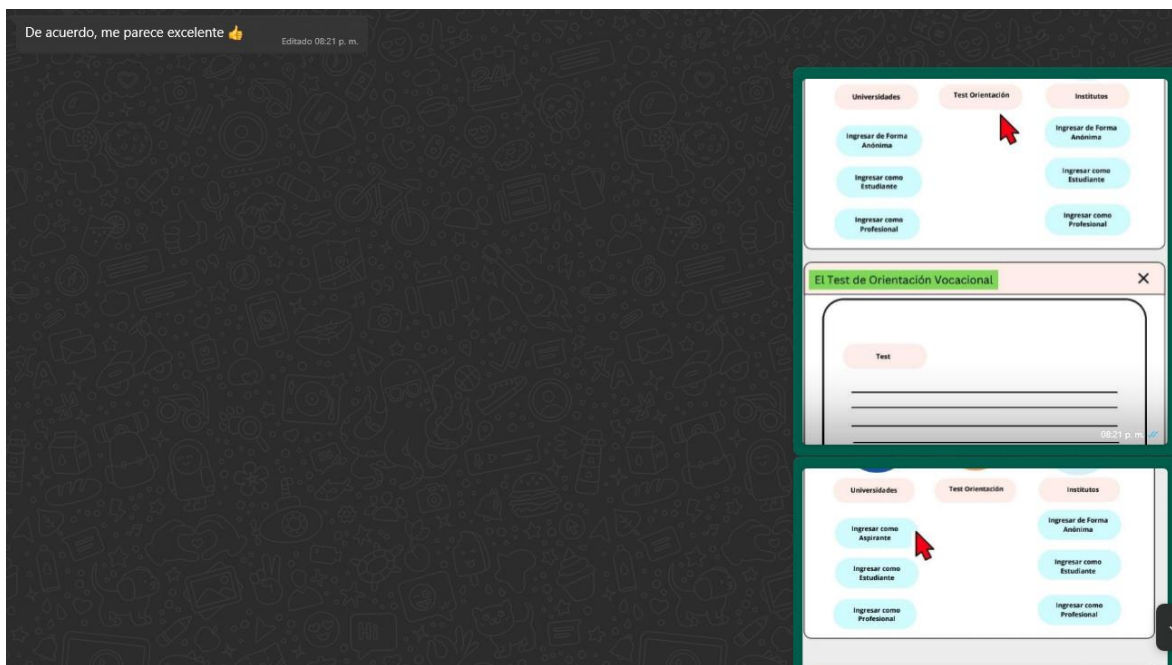 De acuerdo, me parece excelente 👍
Editado 08:21 p. m.
Universidades
Test Orientación
Institutos
Ingresar de Forma
Anónima
Ingresar de Forma
Anónima
Ingresar como
Estudiante
Ingresar como
Estudiante
Ingresar como
Profesional
Ingresar como
Profesional
El Test de Orientación Vocacional
Test
08:21 p. m.
Universidades
Test Orientación
Institutos
Ingresar como
Aspirante
Ingresar de Forma
Anónima
Ingresar como
Estudiante
Ingresar como
Estudiante
Ingresar como
Profesional
Ingresar como
Profesional